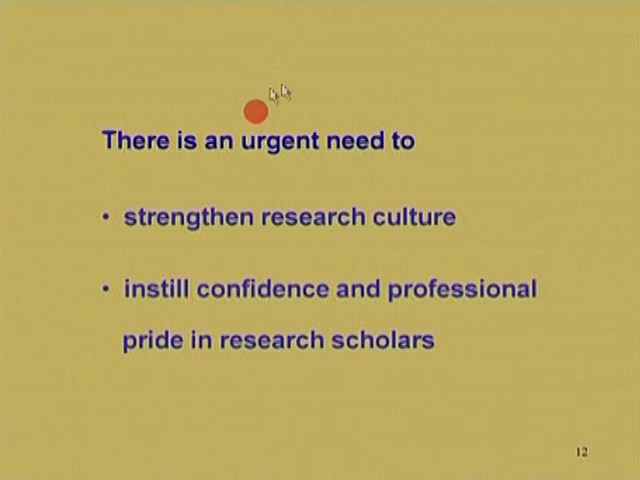 There is an urgent need to
• strengthen research culture
• instill confidence and professional
pride in research scholars
12